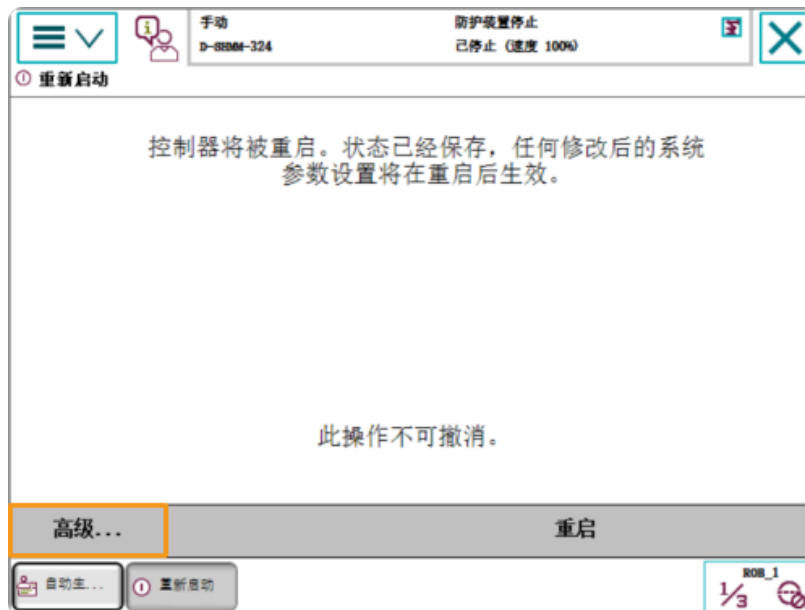 手动
防护装置停止
D-SHMM-324
已停止 (速度 100%)
重新启动
控制器将被重启。状态已经保存，任何修改后的系统
参数设置将在重启后生效。
此操作不可撤消。
高级...
重启
自动生...
重新启动
ROB_1
1/3